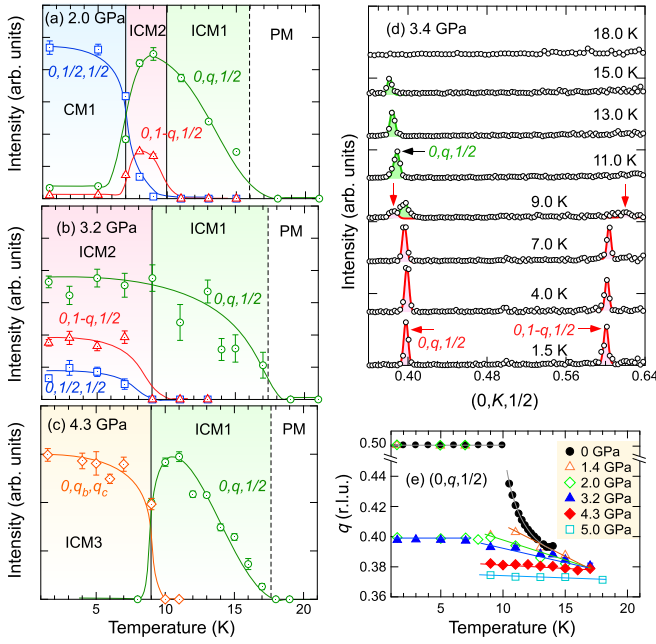 (a) 2.0 GPa
ICM2
ICM1
PM
0,1/2,1/2
0,q,1/2
CM1
0,1-q,1/2
Intensity (arb. units)
(b) 3.2 GPa
ICM1
PM
ICM2
0,q,1/2
0,1-q,1/2
0,1/2,1/2
Intensity (arb. units)
(c) 4.3 GPa
ICM1
PM
0,qb,qc
0,q,1/2
ICM3
Intensity (arb. units)
5 10 15 20
Temperature (K)
(d) 3.4 GPa
18.0 K
15.0 K
13.0 K
0,q,1/2
11.0 K
9.0 K
7.0 K
4.0 K
0,q,1/2
0,1-q,1/2
1.5 K
Intensity (arb. units)
0.40 0.48 0.56 0.64
(0,K,1/2)
0.50
0.44
0.42
0.40
0.38
0.36
q (r.l.u.)
(e) (0,q,1/2)
0 GPa
1.4 GPa
2.0 GPa
3.2 GPa
4.3 GPa
5.0 GPa
0 5 10 15 20
Temperature (K)